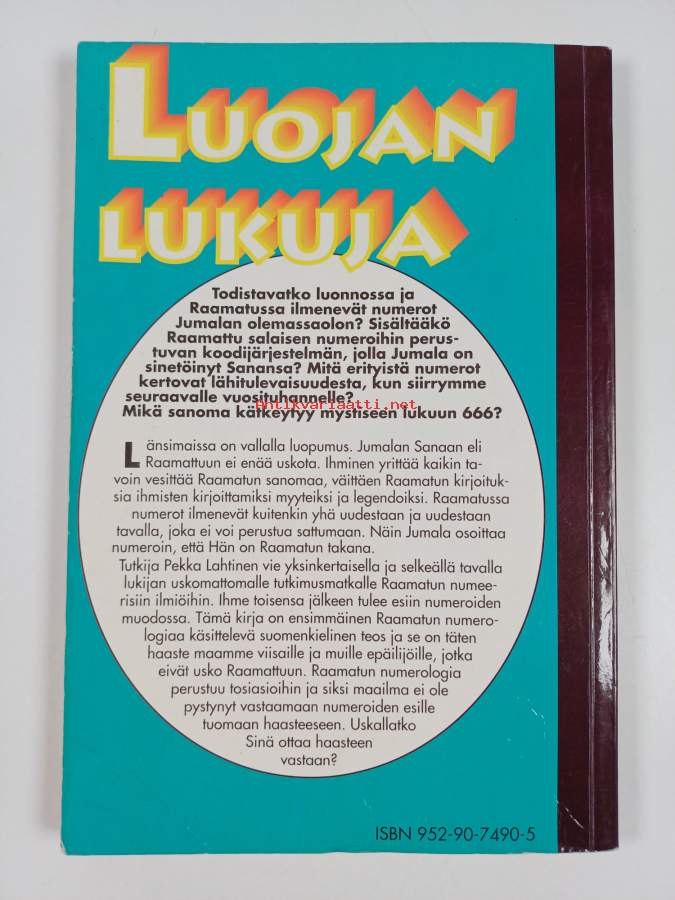 LUOJAN
LUKUJA
Todistavatko luonnossa ja
Raamatussa ilmenevät numerot
Jumalan olemassaolon? Sisältääkö
Raamattu salaisen numeroihin perus-
tuvan koodijärjestelmän, jolla Jumala on
sinetöinyt Sanansa? Mitä erityistä numerot
kertovat lähitulevaisuudesta, kun siirrymme
seuraavalle vuosituhannelle?
Antikvariaatti.net
Mikä sanoma kätkeytyy mystiseen lukuun 666?
Länsimaissa on vallalla luopumus. Jumalan Sanaan eli
Raamattuun ei enää uskota. Ihminen yrittää kaikin ta-
voin vesittää Raamatun sanomaa, väittäen Raamatun kirjoituk-
sia ihmisten kirjoittamiksi myyteiksi ja legendoiksi. Raamatussa
numerot ilmenevät kuitenkin yhä uudestaan ja uudestaan
tavalla, joka ei voi perustua sattumaan. Näin Jumala osoittaa
numeroin, että Hän on Raamatun takana.
Tutkija Pekka Lahtinen vie yksinkertaisella ja selkeällä tavalla
lukijan uskomattomalle tutkimusmatkalle Raamatun numee-
risiin ilmiöihin. Ihme toisensa jälkeen tulee esiin numeroiden
muodossa. Tämä kirja on ensimmäinen Raamatun numero-
logiaa käsittelevä suomenkielinen teos ja se on täten
haaste maamme viisaille ja muille epäilijöille, jotka
eivät usko Raamattuun. Raamatun numerologia
perustuu tosiasioihin ja siksi maailma ei ole
pystynyt vastaamaan numeroiden esille
tuomaan haasteeseen. Uskallatko
Sinä ottaa haasteen
vastaan?
ISBN 952-90-7490-5